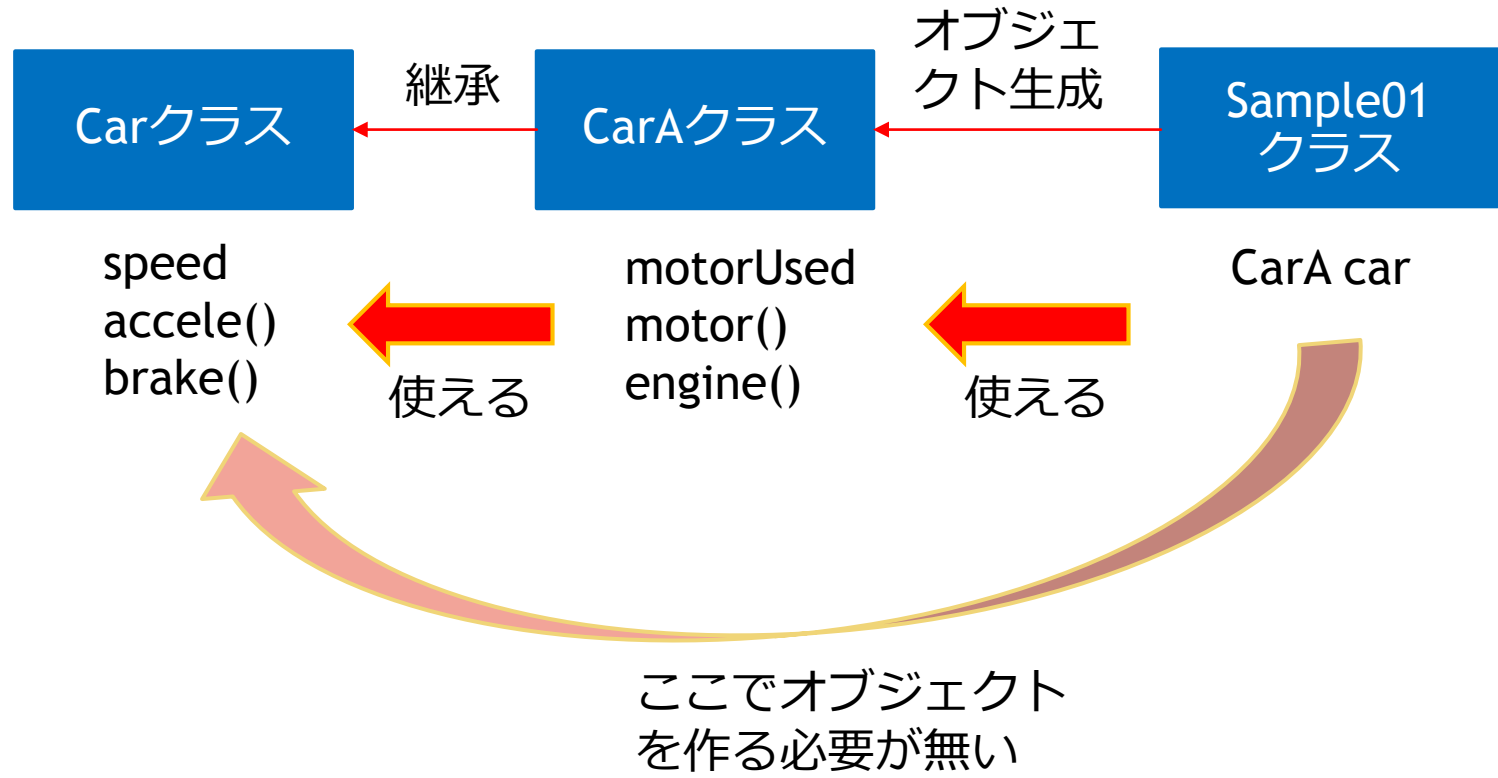 オブジェ
クト生成
継承
Carクラス
CarAクラス
Sample01
クラス
speed
accele()
brake()
使える
motorUsed
motor()
engine()
使える
CarA car
ここでオブジェクト
を作る必要が無い